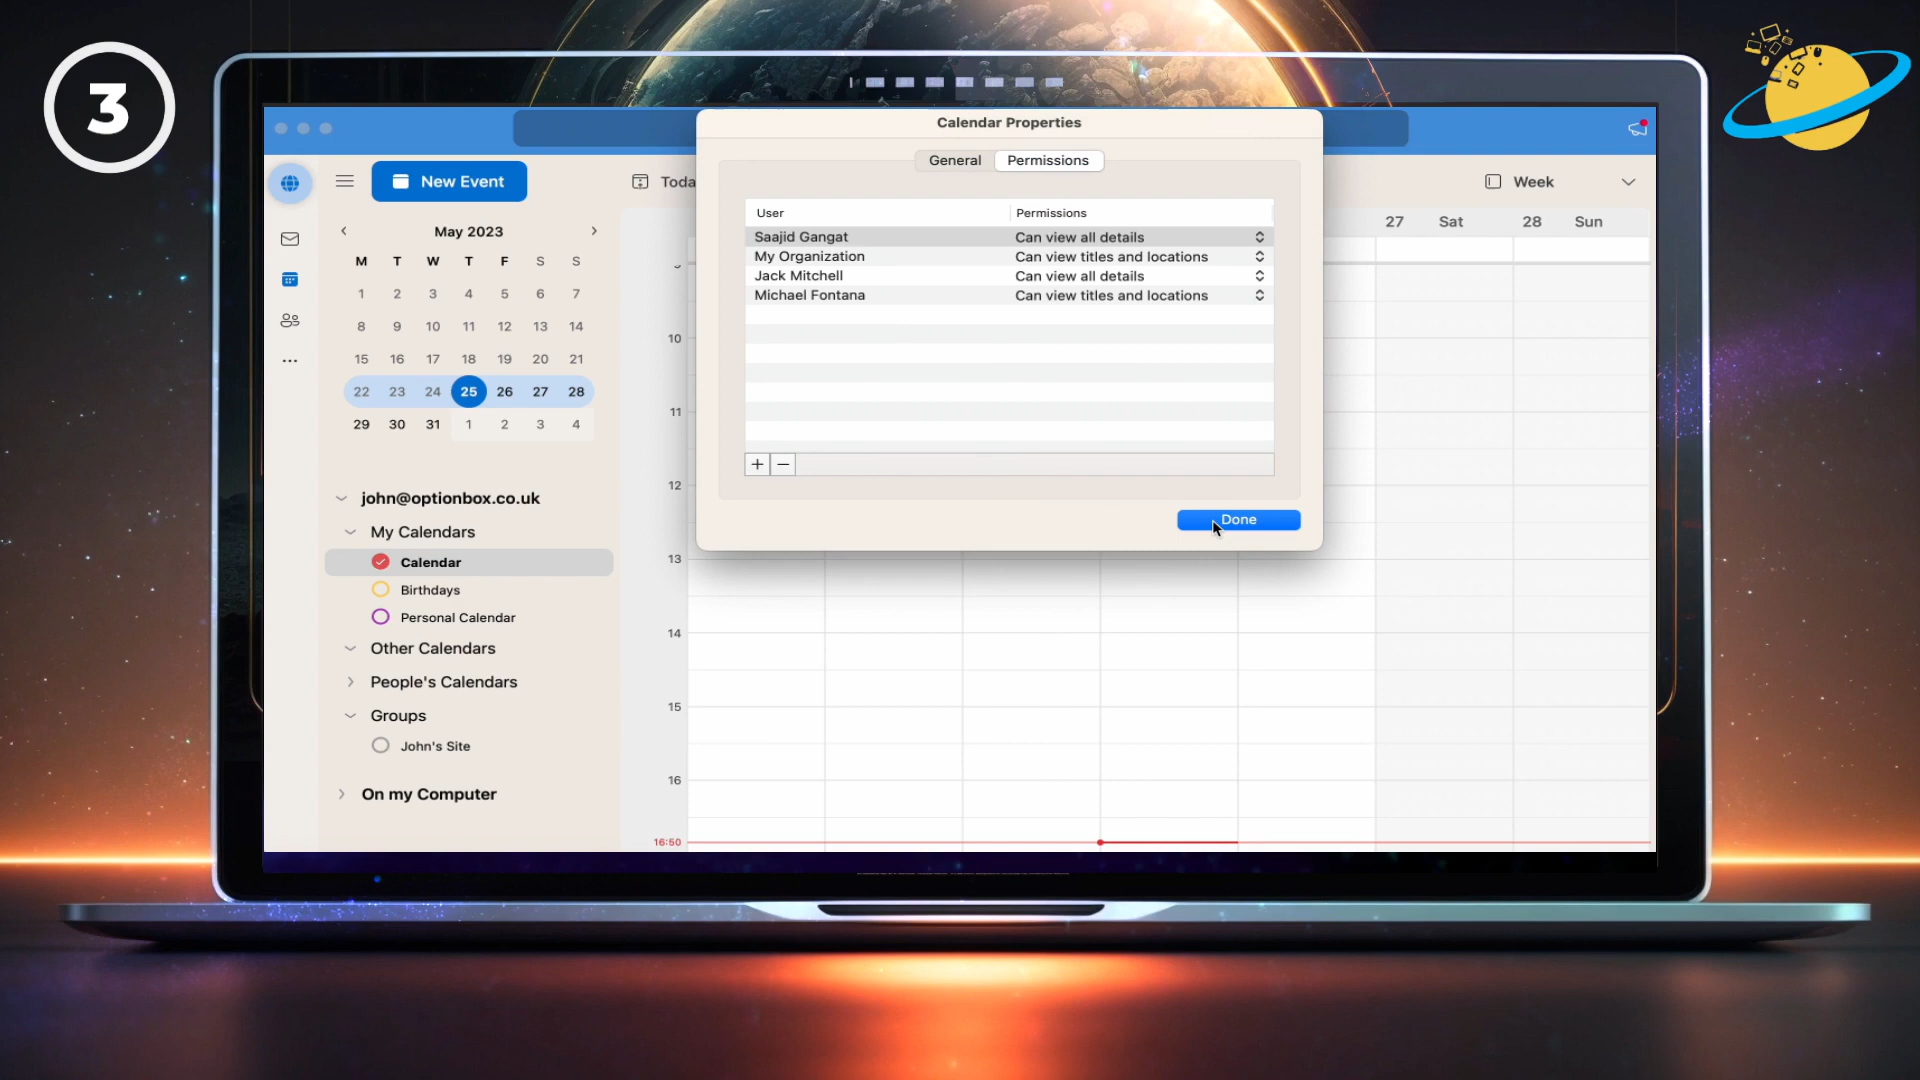 3
Calendar Properties
General
Permissions
New Event
Toda
Week
User
Permissions
27 Sat
28 Sun
May 2023
Saajid Gangat
Can view all details
My Organization
Can view titles and locations
Jack Mitchell
Can view all details
Michael Fontana
Can view titles and locations
M T W T F S S
1 2 3 4 5 6 7
8 9 10 11 12 13 14
15 16 17 18 19 20 21
22 23 24 25 26 27 28
29 30 31 1 2 3 4
10
11
12
13
14
15
16
16:50
Done
john@optionbox.co.uk
My Calendars
Calendar
Birthdays
Personal Calendar
Other Calendars
People's Calendars
Groups
John's Site
On my Computer